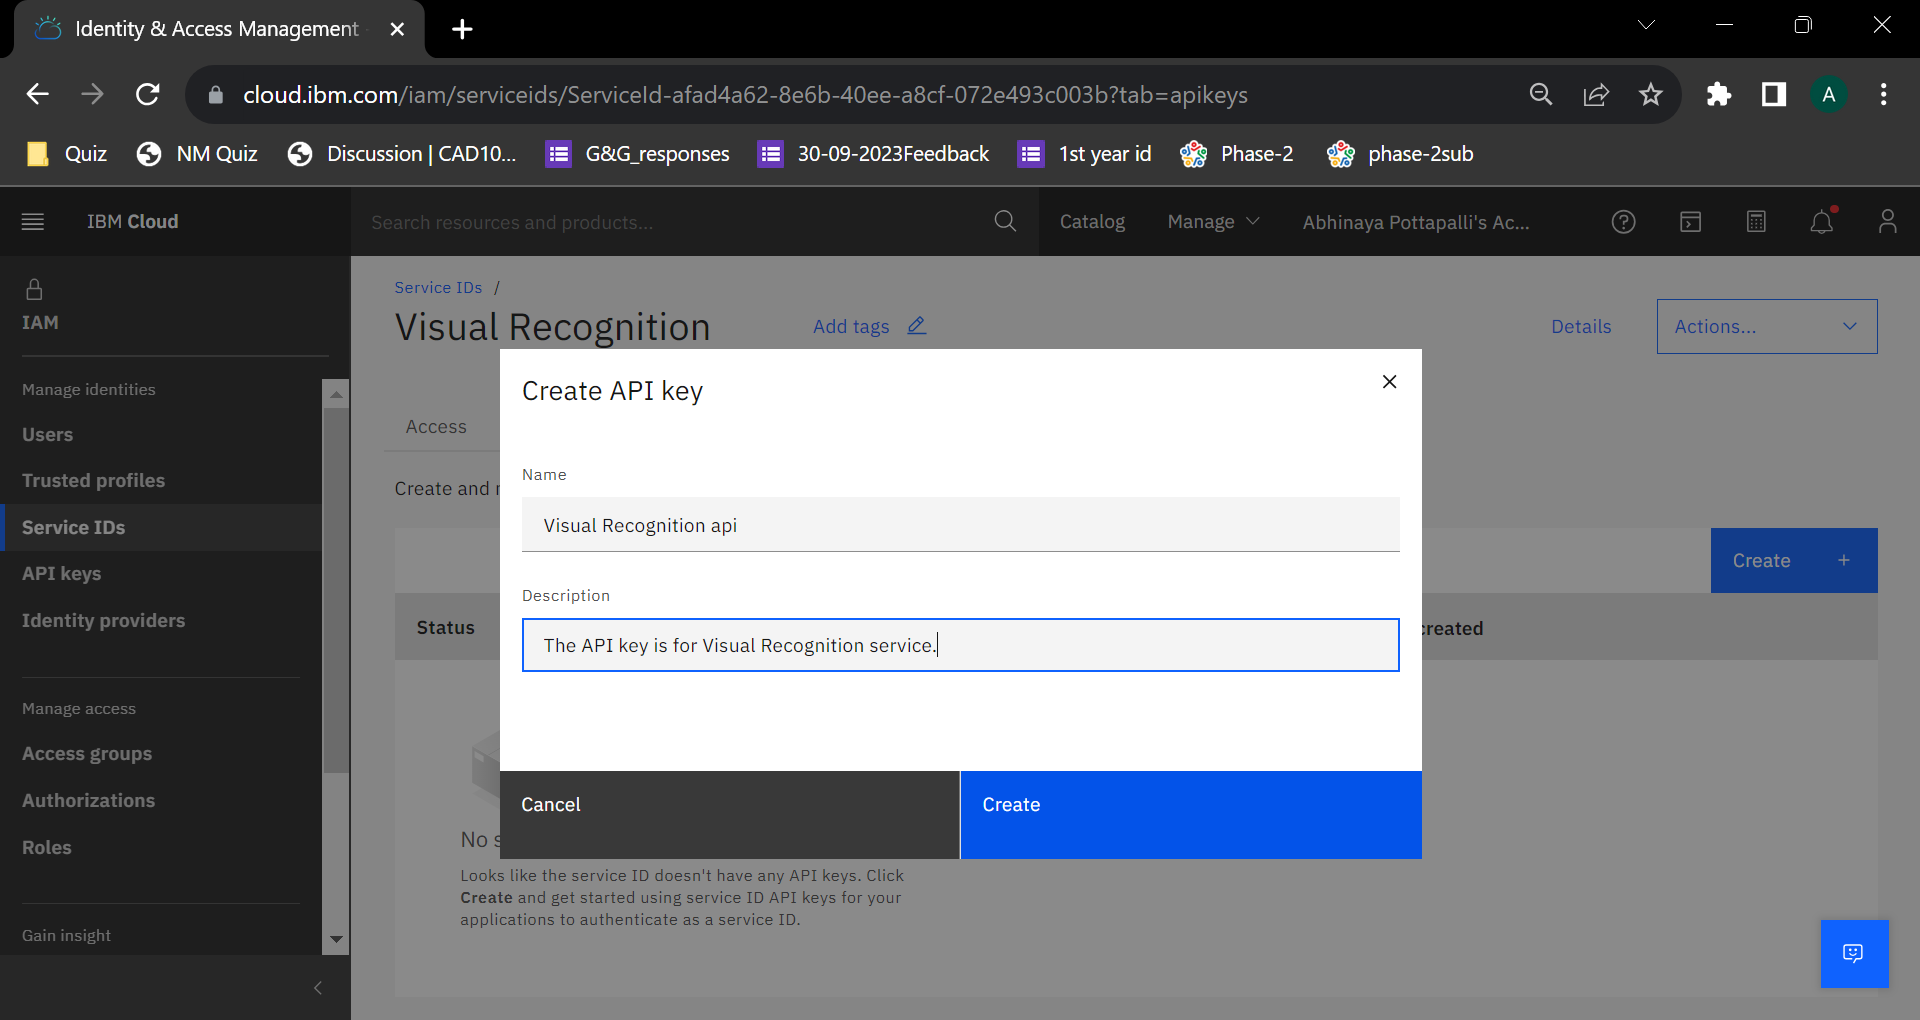 Identity & Access Management
cloud.ibm.com/iam/serviceids/ServiceId-afad4a62-8e6b-40ee-a8cf-072e493c003b?tab=apikeys
A
Quiz
NM Quiz
Discussion | CAD10...
G&G_responses
30-09-2023Feedback
1st year id
Phase-2
phase-2sub
IBM Cloud
Search resources and products...
Catalog
Manage
Abhinaya Pottapalli's Ac...
IAM
Manage identities
Users
Trusted profiles
Service IDs
API keys
Identity providers
Manage access
Access groups
Authorizations
Roles
Gain insight
Service IDs /
Visual Recognition
Add tags
Details
Actions...
Access
Create and
Create +
Status
created
Create API key
Name
Visual Recognition api
Description
The API key is for Visual Recognition service.
Cancel
Create
No
Looks like the service ID doesn't have any API keys. Click
Create and get started using service ID API keys for your
applications to authenticate as a service ID.